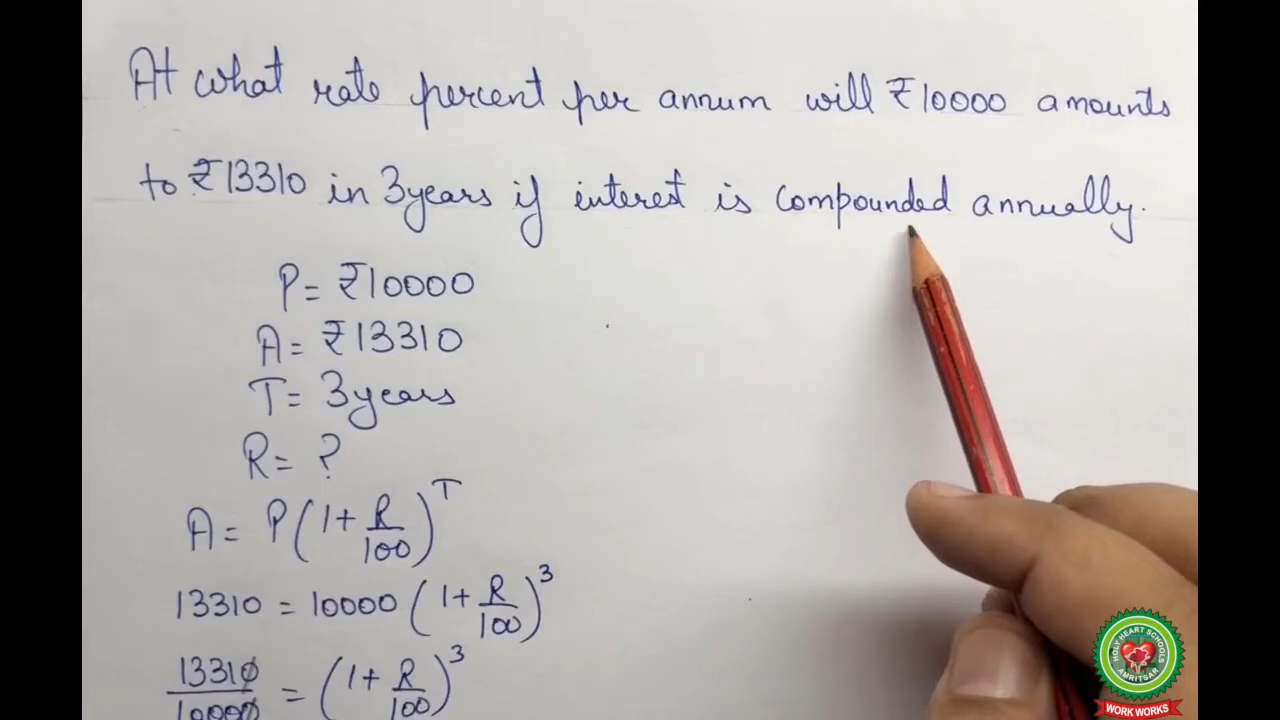 At what rate percent per annum will ₹10000 amounts
to ₹13310 in 3years if interest is compounded annually.
P= ₹10000
A= ₹13310
T= 3years
R= ?
A= P(1+R/100)^T
13310 = 10000(1+R/100)^3
13310/10000 = (1+R/100)^3
HOLY HEART SCHOOLS
AMRITSAR
WORK WORKS